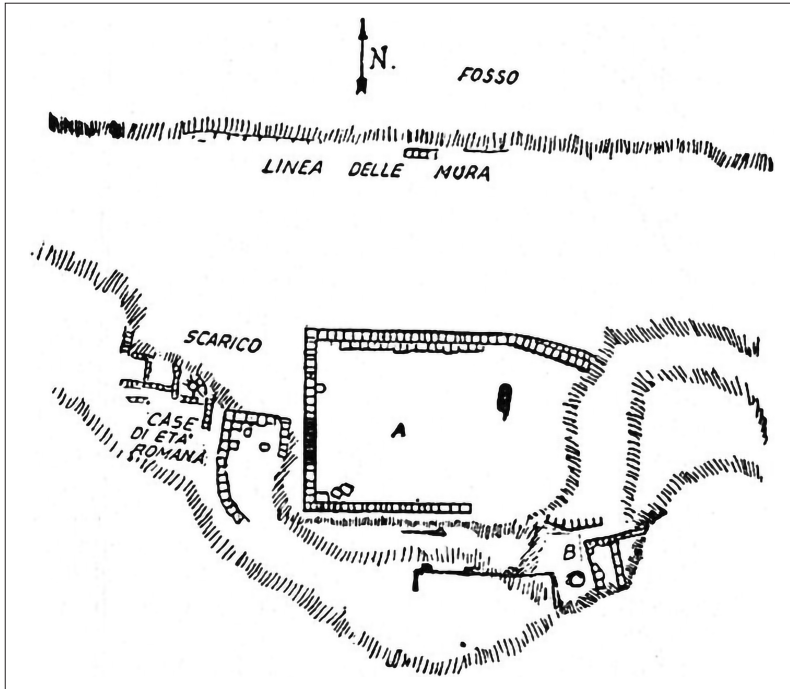 N.
FOSSO
LINEA DELLE MURA
SCARICO
CASE
DI ETA'
ROMANA
A
B